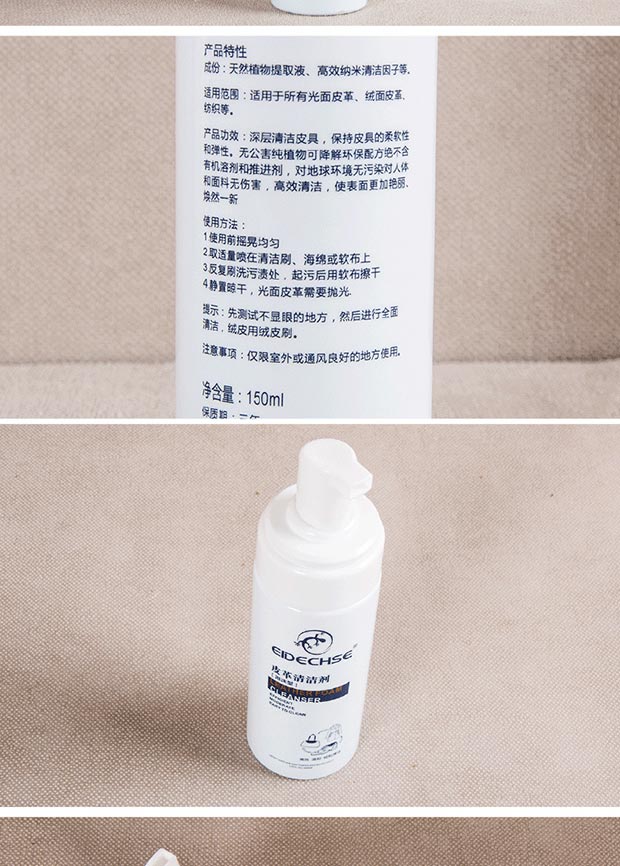 产品特性
成份：天然植物提取液、高效纳米清洁因子等。
适用范围：适用于所有光面皮革、绒面皮革、
纺织等。
产品功效：深层清洁皮具，保持皮具的柔软性
和弹性。无公害纯植物可降解环保配方绝不含
有机溶剂和推进剂，对地球环境无污染对人体
和面料无伤害，高效清洁，使表面更加艳丽、
焕然一新
使用方法：
1.使用前摇晃均匀
2.取适量喷在清洁刷、海绵或软布上
3.反复刷洗污渍处，起污后用软布擦干
4.静置晾干，光面皮革需要抛光.
提示：先测试不显眼的地方，然后进行全面
清洁，绒皮用绒皮刷。
注意事项：仅限室外或通风良好的地方使用。
净含量：150ml
保质期：三年
EIDECHSE®
皮革清洁剂
LEATHER FOAM
CLEANSER